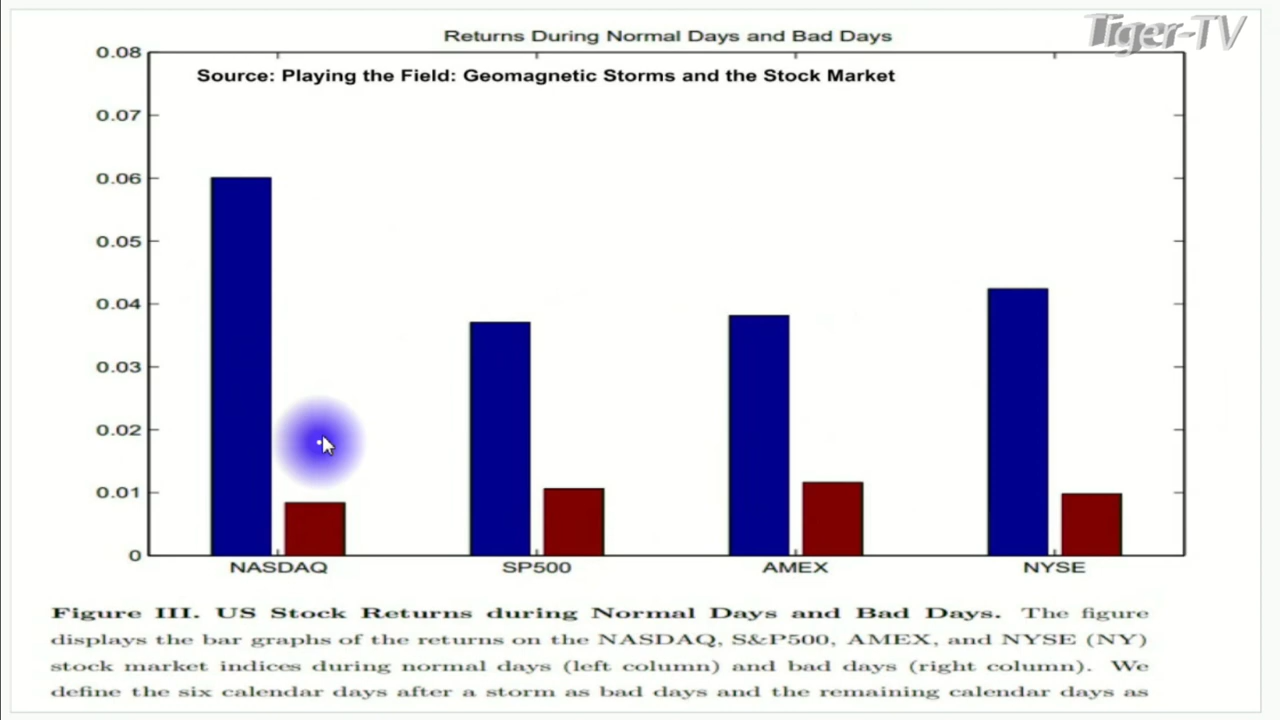 Tiger-TV
Returns During Normal Days and Bad Days
Source: Playing the Field: Geomagnetic Storms and the Stock Market
0.08
0.07
0.06
0.05
0.04
0.03
0.02
0.01
0
NASDAQ SP500 AMEX NYSE
Figure III. US Stock Returns during Normal Days and Bad Days. The figure
displays the bar graphs of the returns on the NASDAQ, S&P500, AMEX, and NYSE (NY)
stock market indices during normal days (left column) and bad days (right column). We
define the six calendar days after a storm as bad days and the remaining calendar days as